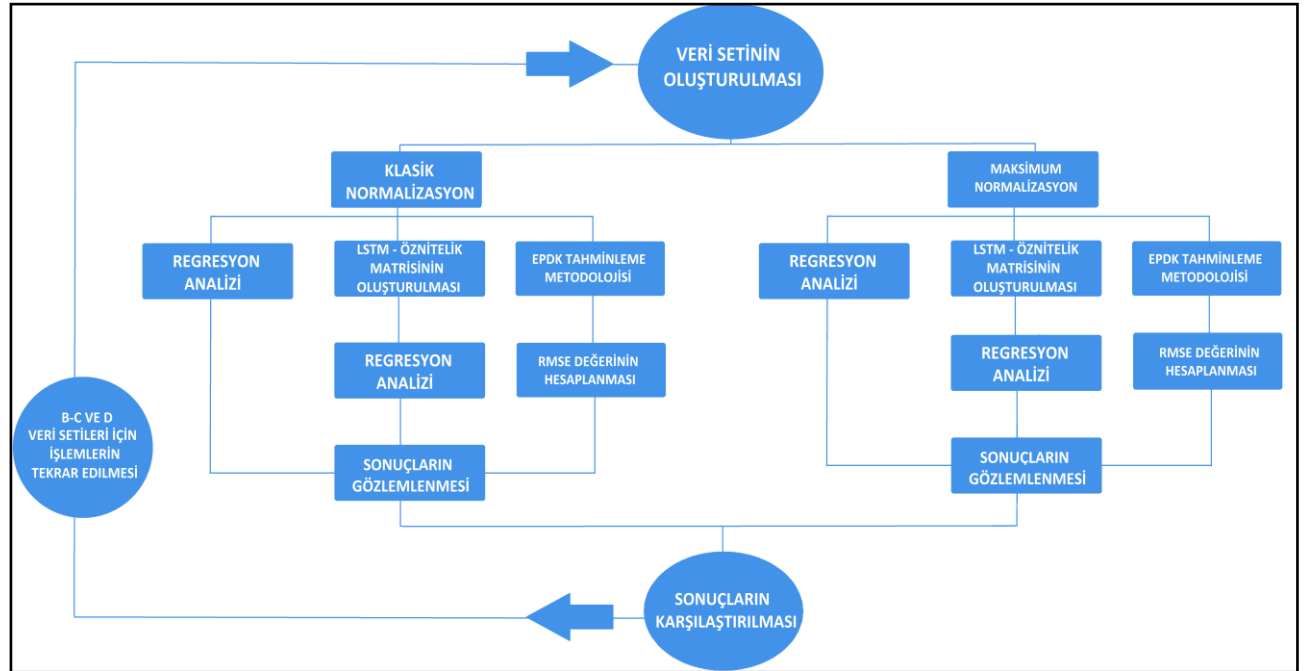 VERİ SETİNİN
OLUŞTURULMASI
KLASİK
NORMALİZASYON
MAKSİMUM
NORMALİZASYON
REGRESYON
ANALİZİ
LSTM - ÖZNİTELİK
MATRİSİNİN
OLUŞTURULMASI
EPDK TAHMİNLEME
METODOLOJİSİ
REGRESYON
ANALİZİ
LSTM - ÖZNİTELİK
MATRİSİNİN
OLUŞTURULMASI
EPDK TAHMİNLEME
METODOLOJİSİ
REGRESYON
ANALİZİ
RMSE DEĞERİNİN
HESAPLANMASI
REGRESYON
ANALİZİ
RMSE DEĞERİNİN
HESAPLANMASI
B-C VE D
VERİ SETİLERİ İÇİN
İŞLEMLERİN
TEKRAR EDİLMESİ
SONUÇLARIN
GÖZLEMLENMESİ
SONUÇLARIN
GÖZLEMLENMESİ
SONUÇLARIN
KARŞILAŞTIRILMASI